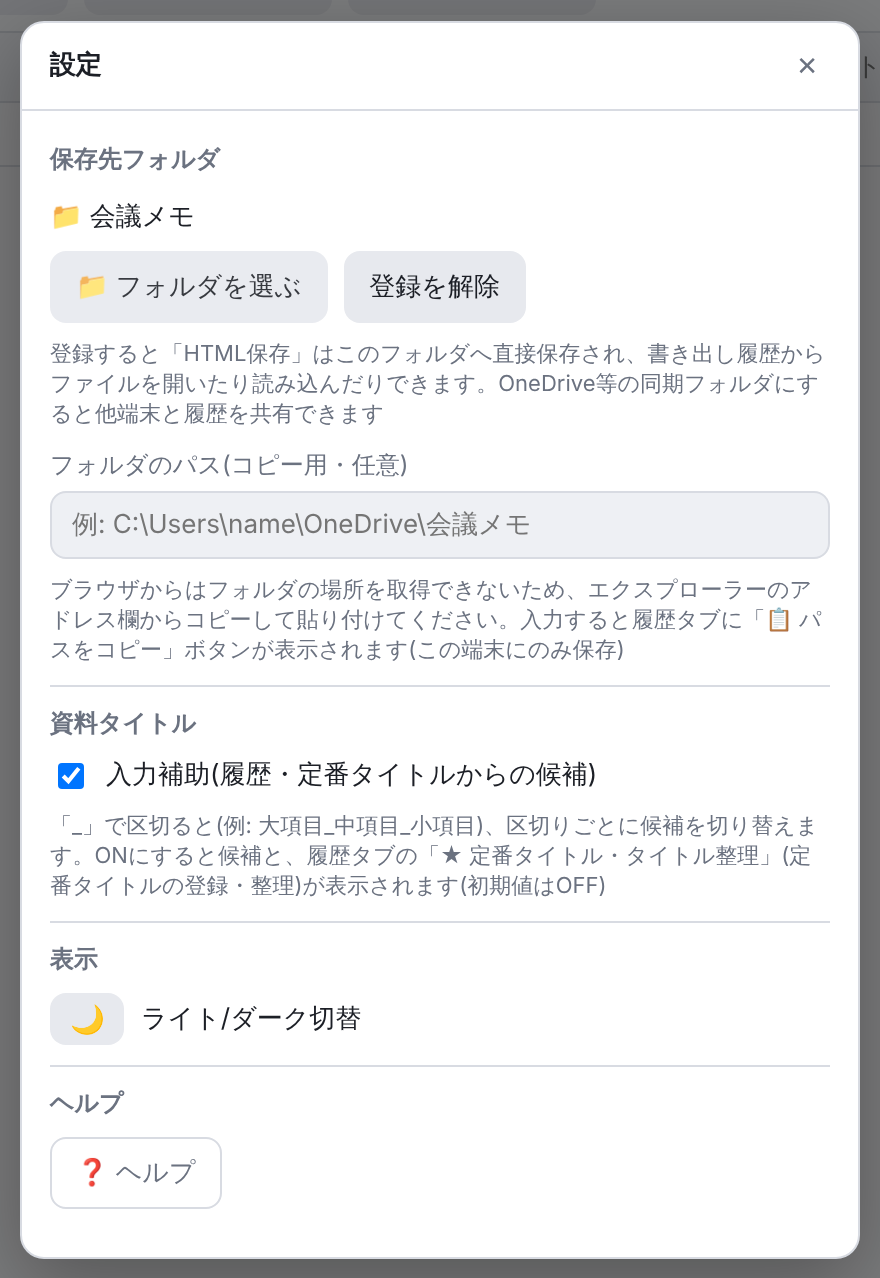 設定
×
ト
保存先フォルダ
📁 会議メモ
📁 フォルダを選ぶ
登録を解除
登録すると「HTML保存」はこのフォルダへ直接保存され、書き出し履歴から
ファイルを開いたり読み込んだりできます。OneDrive等の同期フォルダにす
ると他端末と履歴を共有できます
フォルダのパス(コピー用・任意)
例: C:\Users\name\OneDrive\会議メモ
ブラウザからはフォルダの場所を取得できないため、エクスプローラーのア
ドレス欄からコピーして貼り付けてください。入力すると履歴タブに「📋 パ
スをコピー」ボタンが表示されます(この端末にのみ保存)
資料タイトル
入力補助(履歴・定番タイトルからの候補)
「_」で区切ると(例: 大項目_中項目_小項目)、区切りごとに候補を切り替えま
す。ONにすると候補と、履歴タブの「★ 定番タイトル・タイトル整理」(定
番タイトルの登録・整理)が表示されます(初期値はOFF)
表示
🌙 ライト/ダーク切替
ヘルプ
❓ ヘルプ